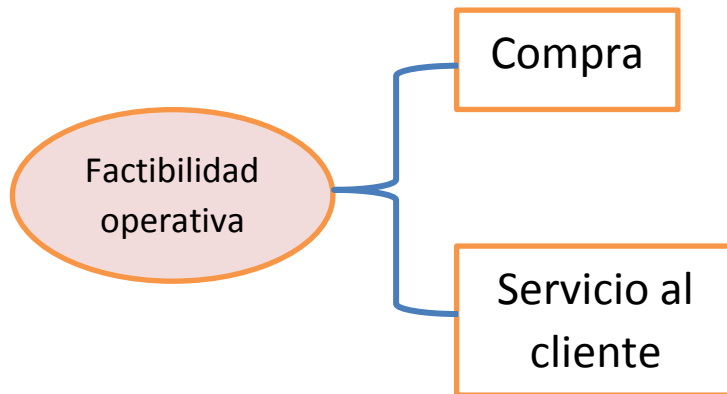 Compra
Factibilidad
operativa
Servicio al
cliente